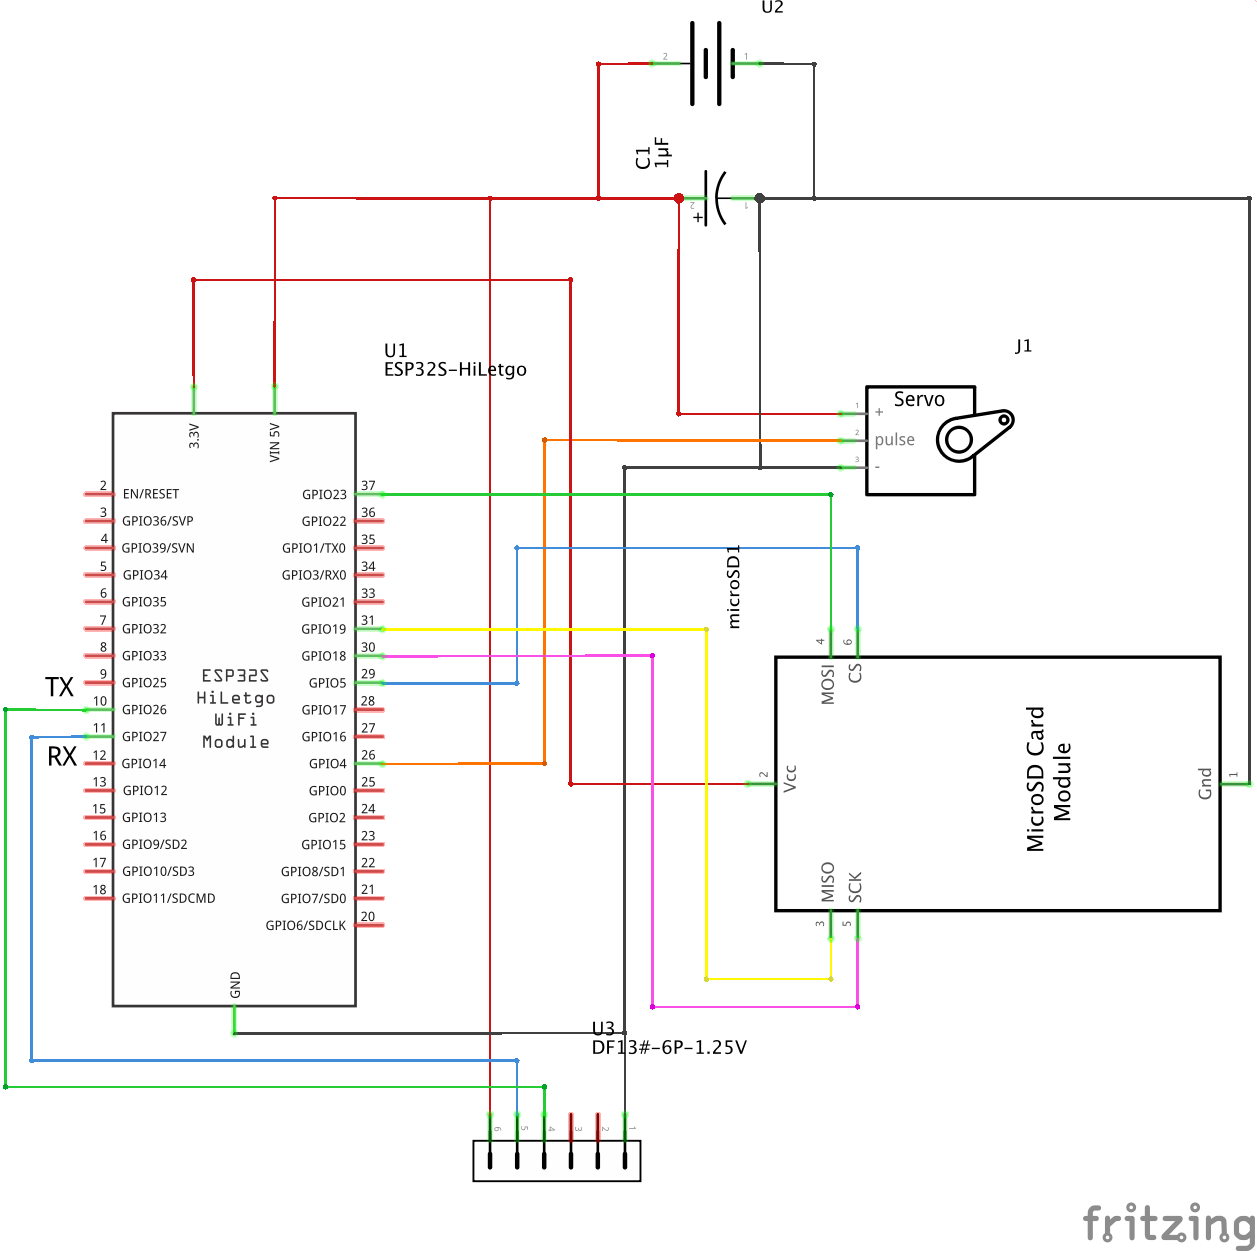 U2
2
1
C1
1µF
2
1
+
U1
ESP32S-HiLetgo
J1
Servo
1
+
2
pulse
3
-
3.3V
VIN 5V
2
EN/RESET
3
GPIO36/SVP
4
GPIO39/SVN
5
GPIO34
6
GPIO35
7
GPIO32
8
GPIO33
TX
9
GPIO25
10
GPIO26
11
GPIO27
RX
12
GPIO14
13
GPIO12
15
GPIO13
16
GPIO9/SD2
17
GPIO10/SD3
18
GPIO11/SDCMD
ESP32S
HiLetgo
WiFi
Module
GPIO23
37
GPIO22
36
GPIO1/TX0
35
GPIO3/RX0
34
GPIO21
33
GPIO19
31
GPIO18
30
GPIO5
29
GPIO17
28
GPIO16
27
GPIO4
26
GPIO0
25
GPIO2
24
GPIO15
23
GPIO8/SD1
22
GPIO7/SD0
21
GPIO6/SDCLK
20
GND
microSD1
4
MOSI
6
CS
2
Vcc
MicroSD Card
Module
Gnd
1
MISO
3
SCK
5
U3
DF13#-6P-1.25V
6
5
4
3
2
1
fritzing